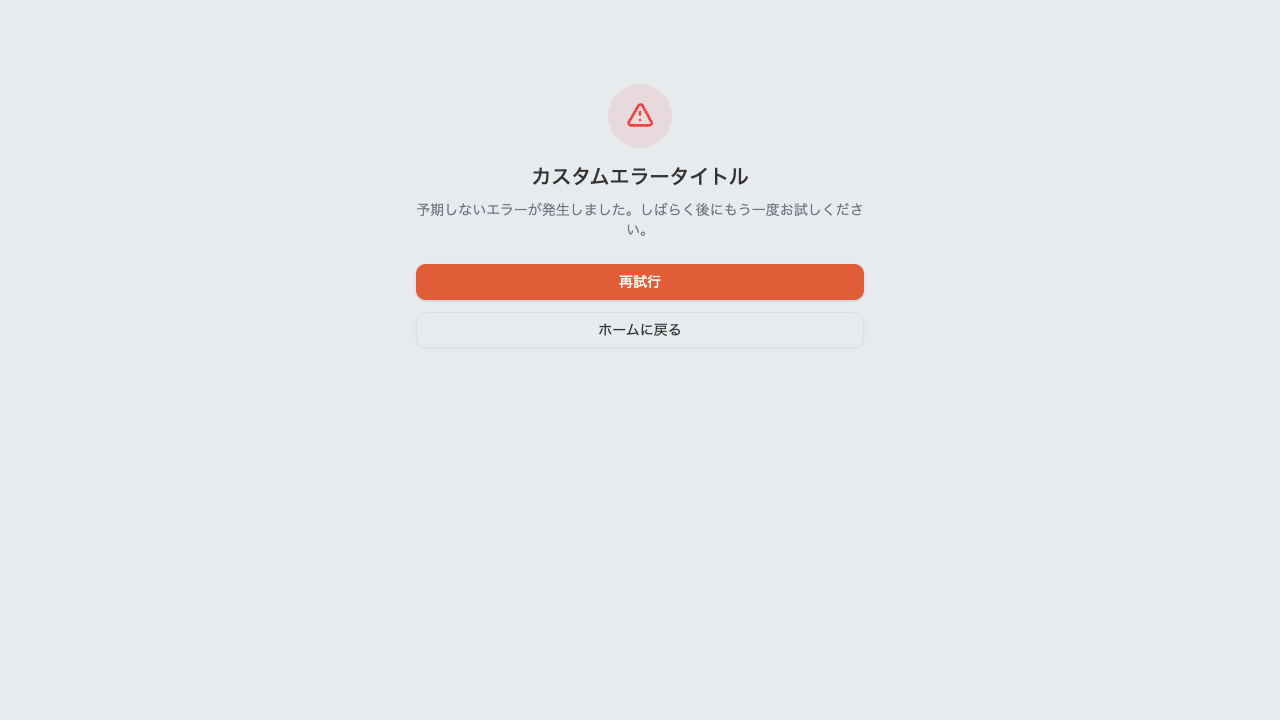 カスタムエラータイトル
予期しないエラーが発生しました。しばらく後にもう一度お試しくださ
い。
再試行
ホームに戻る